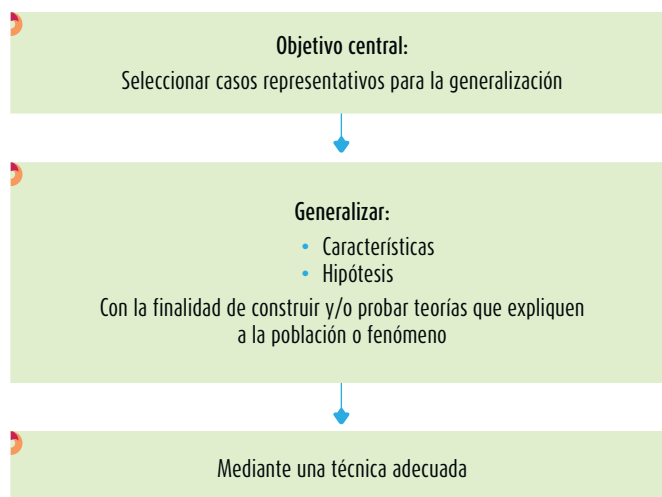 Objetivo central:
Seleccionar casos representativos para la generalización
Generalizar:
• Características
• Hipótesis
Con la finalidad de construir y/o probar teorías que expliquen
a la población o fenómeno
Mediante una técnica adecuada